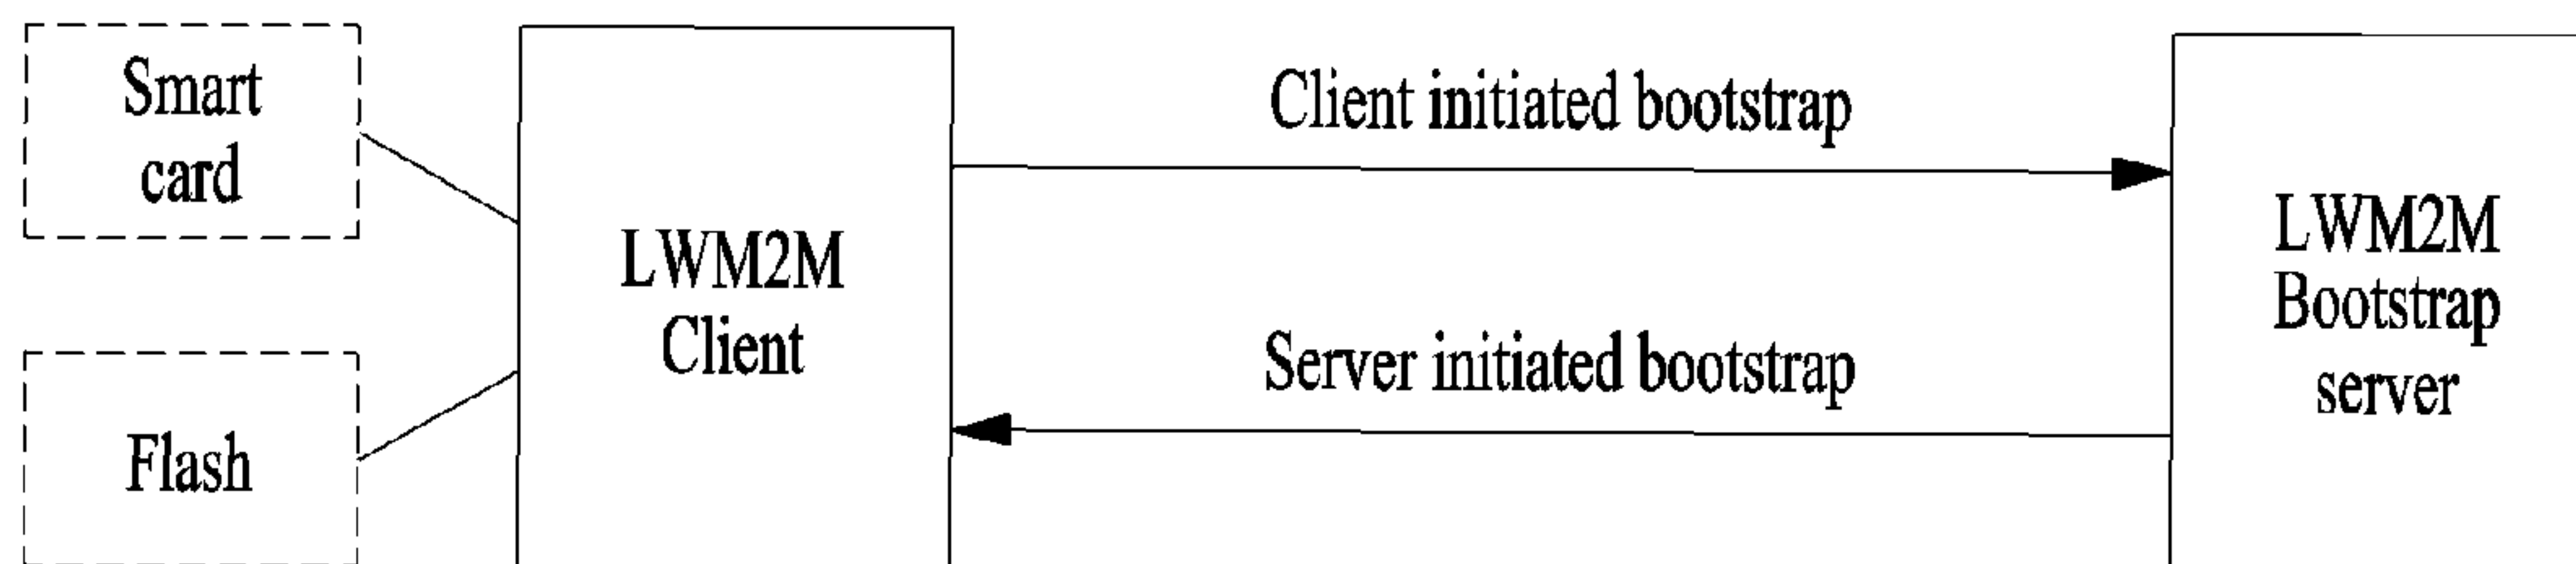 Smart
card
Flash
LWM2M
Client
Client initiated bootstrap
Server initiated bootstrap
LWM2M
Bootstrap
server